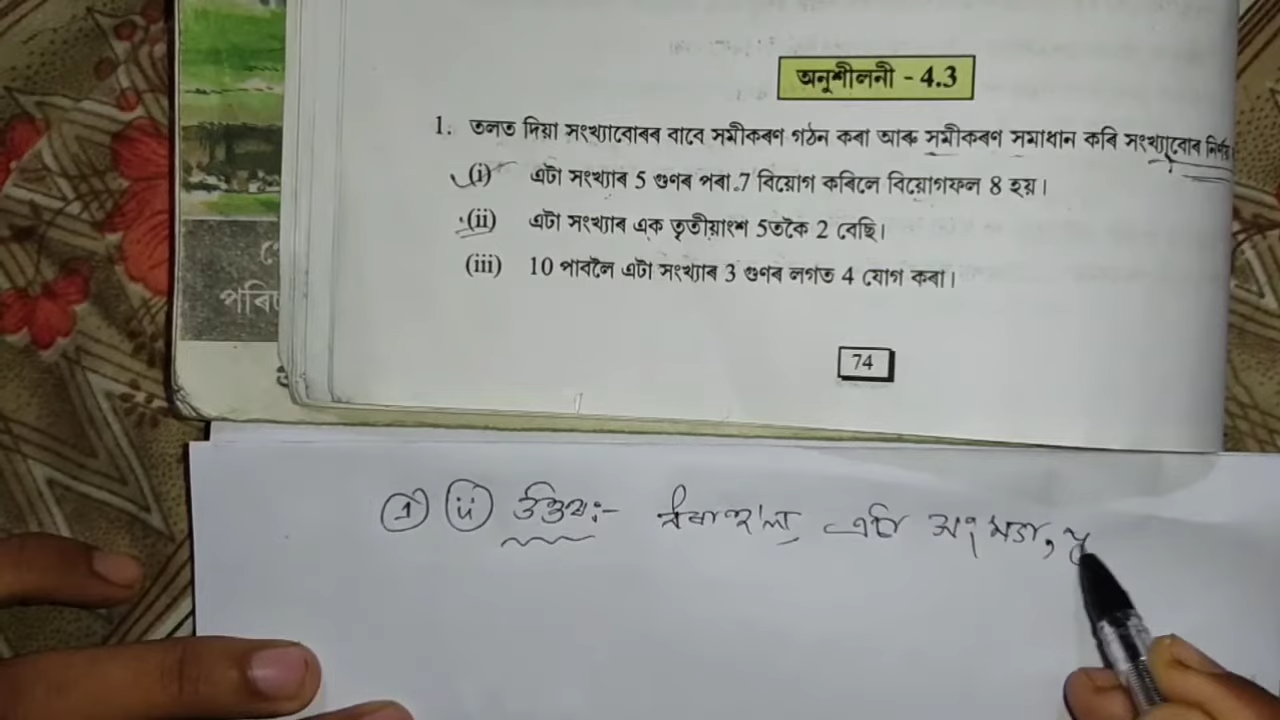 অনুশীলনী - 4.3
1. তলত দিয়া সংখ্যাবোৰৰ বাবে সমীকৰণ গঠন কৰা আৰু সমীকৰণ সমাধান কৰি সংখ্যাবোৰ নিৰ্ণয়
(i) এটা সংখ্যাৰ 5 গুণৰ পৰা 7 বিয়োগ কৰিলে বিয়োগফল 8 হয়।
(ii) এটা সংখ্যাৰ এক তৃতীয়াংশ 5তকৈ 2 বেছি।
(iii) 10 পাবলৈ এটা সংখ্যাৰ 3 গুণৰ লগত 4 যোগ কৰা।
74
1 ii উত্তৰ:- ধৰাহ'ল, এটা সংখ্যা,